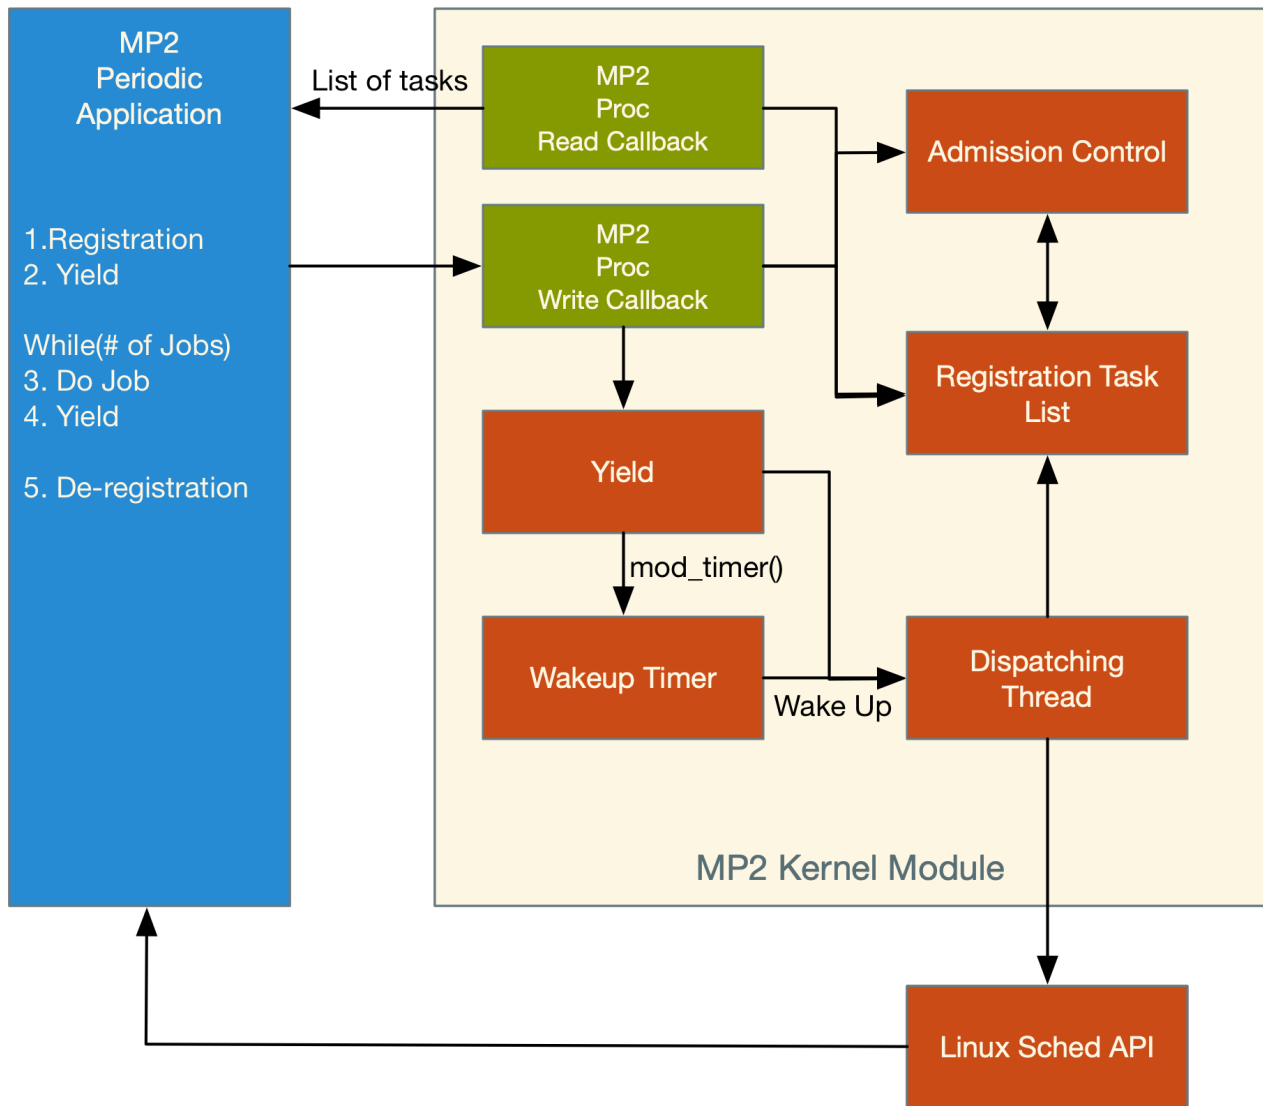 MP2
Periodic
Application
1.Registration
2. Yield
While(# of Jobs)
3. Do Job
4. Yield
5. De-registration
List of tasks
MP2
Proc
Read Callback
MP2
Proc
Write Callback
Yield
mod_timer()
Wakeup Timer
Wake Up
Admission Control
Registration Task
List
Dispatching
Thread
MP2 Kernel Module
Linux Sched API